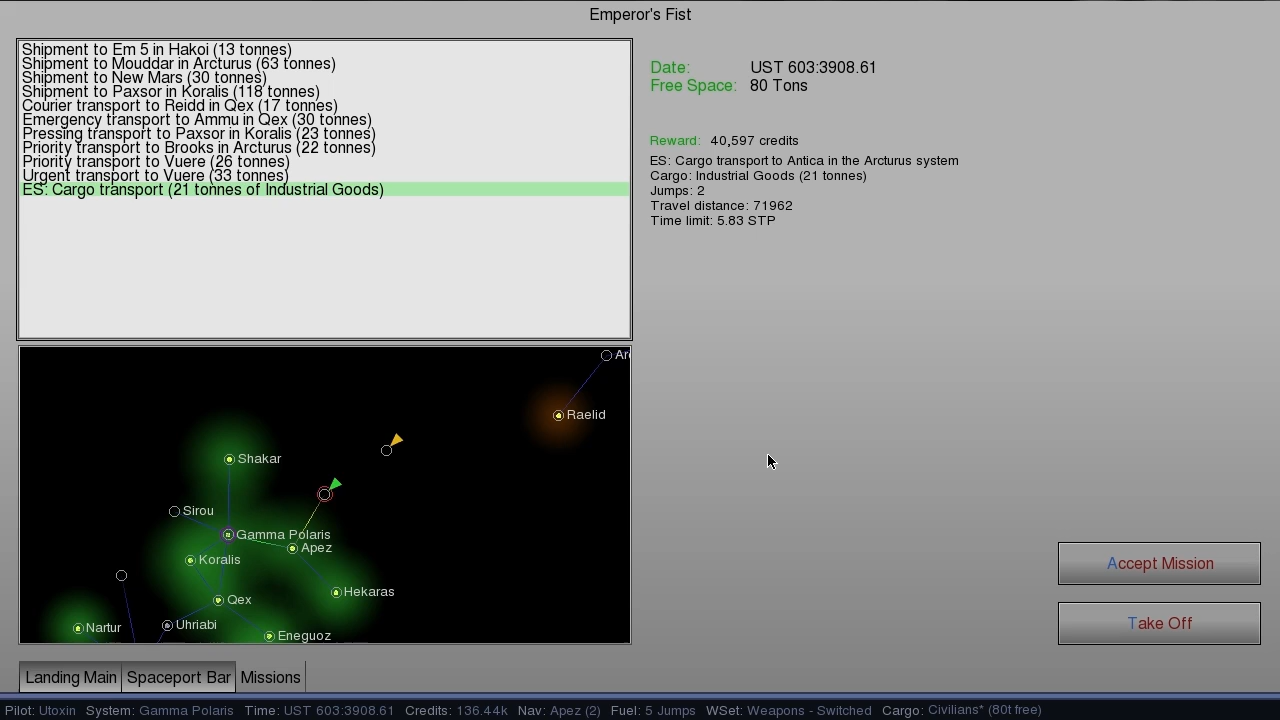 Emperor's Fist
Shipment to Em 5 in Hakoi (13 tonnes)
Shipment to Mouddar in Arcturus (63 tonnes)
Shipment to New Mars (30 tonnes)
Shipment to Paxsor in Koralis (118 tonnes)
Courier transport to Reidd in Qex (17 tonnes)
Emergency transport to Ammu in Qex (30 tonnes)
Pressing transport to Paxsor in Koralis (23 tonnes)
Priority transport to Brooks in Arcturus (22 tonnes)
Priority transport to Vuere (26 tonnes)
Urgent transport to Vuere (33 tonnes)
ES: Cargo transport (21 tonnes of Industrial Goods)
Date: UST 603:3908.61
Free Space: 80 Tons
Reward: 40,597 credits
ES: Cargo transport to Antica in the Arcturus system
Cargo: Industrial Goods (21 tonnes)
Jumps: 2
Travel distance: 71962
Time limit: 5.83 STP
Raelid
Shakar
Sirou
Gamma Polaris
Apez
Koralis
Hekaras
Qex
Uhriabi
Nartur
Eneguoz
Accept Mission
Take Off
Landing Main
Spaceport Bar
Missions
Pilot: Utoxin System: Gamma Polaris Time: UST 603:3908.61 Credits: 136.44k Nav: Apez (2) Fuel: 5 Jumps WSet: Weapons - Switched Cargo: Civilians* (80t free)